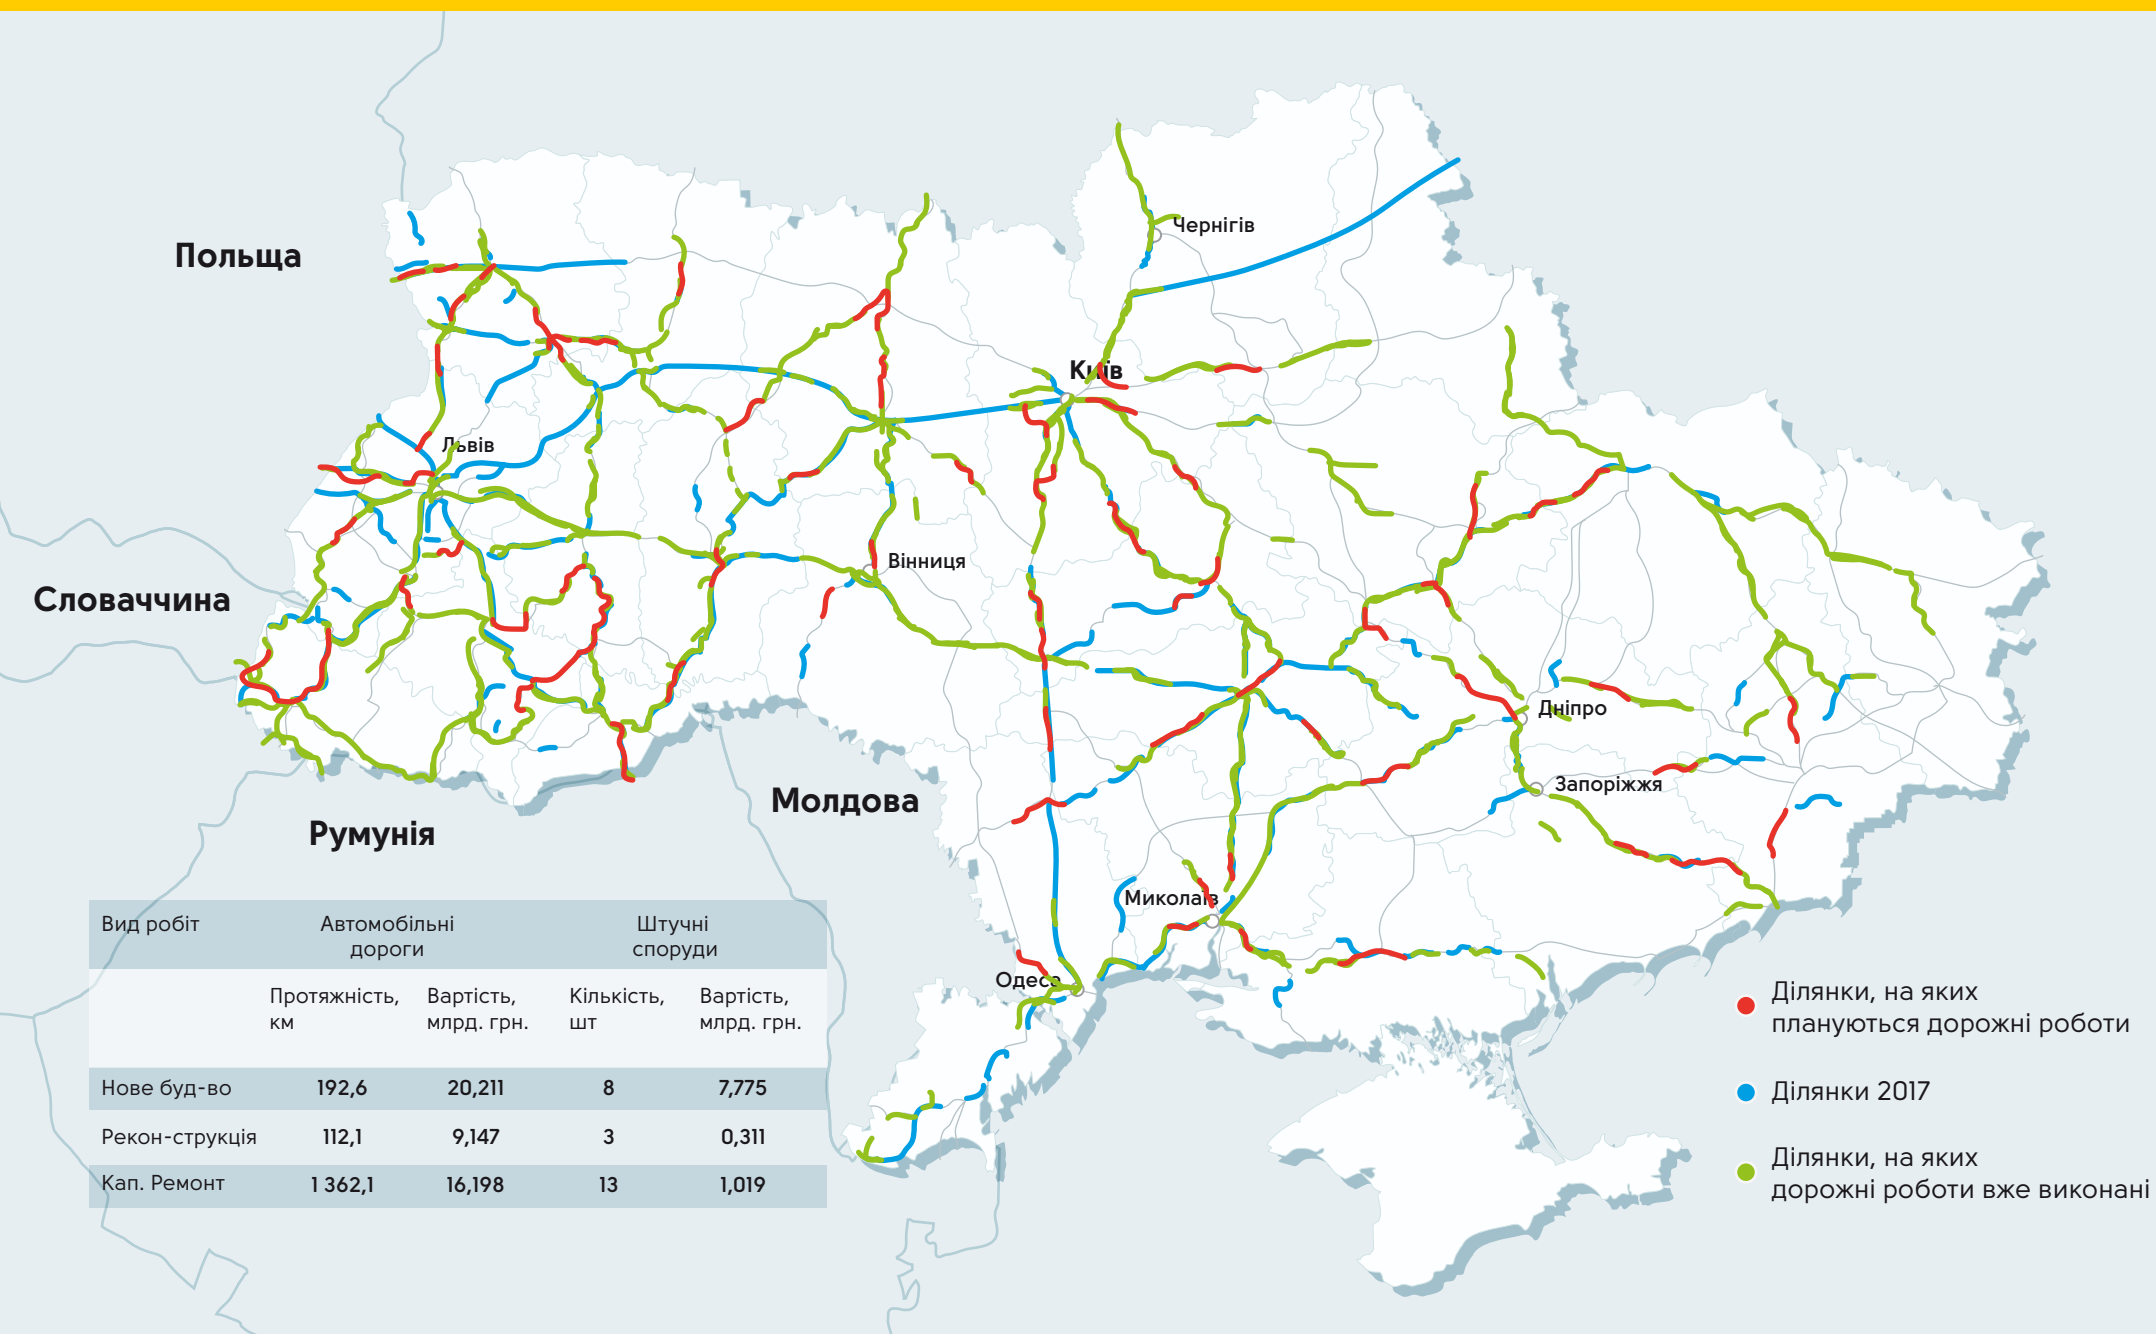 Польща
Словаччина
Румунія
Молдова
Чернігів
Київ
Львів
Вінниця
Дніпро
Запоріжжя
Миколаїв
Одеса
Вид робіт
Автомобільні
дороги
Штучні
споруди
Протяжність,
км
Вартість,
млрд. грн.
Кількість,
шт
Вартість,
млрд. грн.
Нове буд-во 192,6 20,211 8 7,775
Рекон-струкція 112,1 9,147 3 0,311
Кап. Ремонт 1 362,1 16,198 13 1,019
Ділянки, на яких
плануються дорожні роботи
Ділянки 2017
Ділянки, на яких
дорожні роботи вже виконані